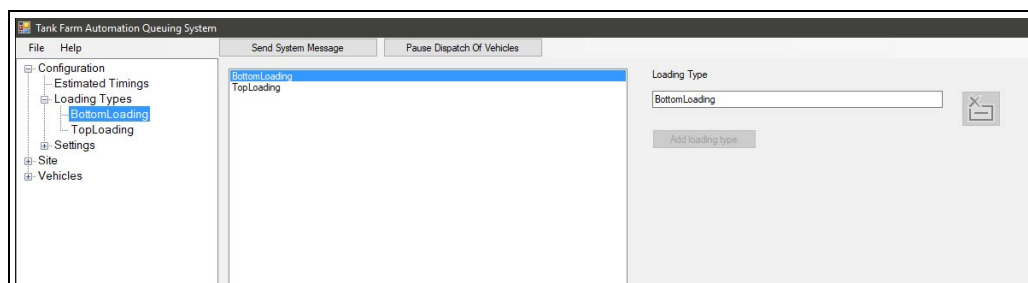 Tank Farm Automation Queuing System
File Help Send System Message Pause Dispatch Of Vehicles
Configuration
Estimated Timings
Loading Types
BottomLoading
TopLoading
Settings
Site
Vehicles
BottomLoading
TopLoading
Loading Type
BottomLoading
Add loading type